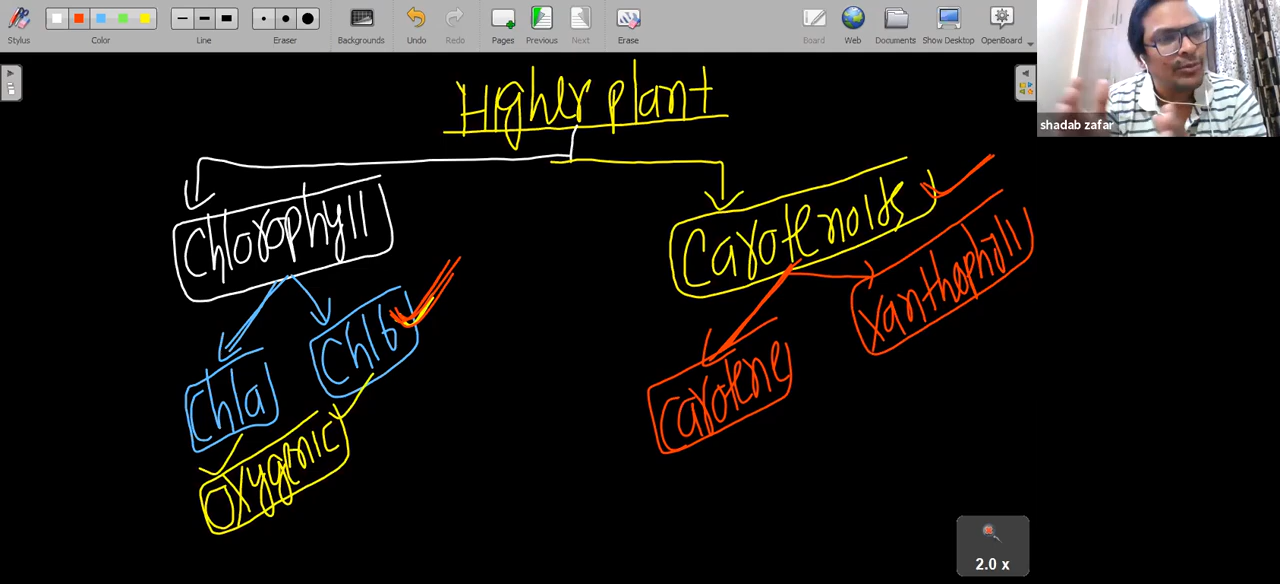 Stylus
Color
Line
Eraser
Backgrounds
Undo
Redo
Pages
Previous
Next
Erase
Board
Web
Documents
Show Desktop
OpenBoard
shadab zafar
Higher plant
Chlorophyll
Carotenoids
Chla
Chlb
Carotene
Xanthophyll
oxygenic
2.0 x